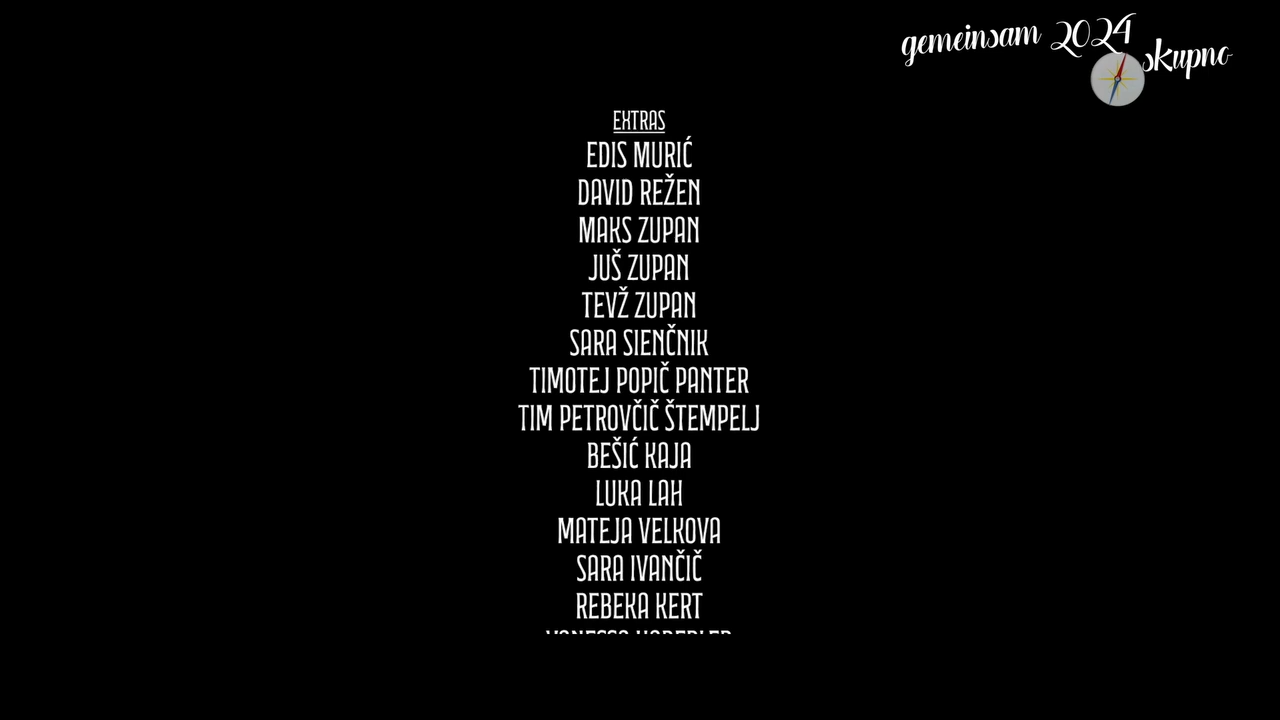 gemeinsam 2024
skupno
EXTRAS
EDIS MURIĆ
DAVID REŽEN
MAKS ZUPAN
JUŠ ZUPAN
TEVŽ ZUPAN
SARA SIENČNIK
TIMOTEJ POPIČ PANTER
TIM PETROVČIČ ŠTEMPELJ
BEŠIĆ KAJA
LUKA LAH
MATEJA VELKOVA
SARA IVANČIČ
REBEKA KERT